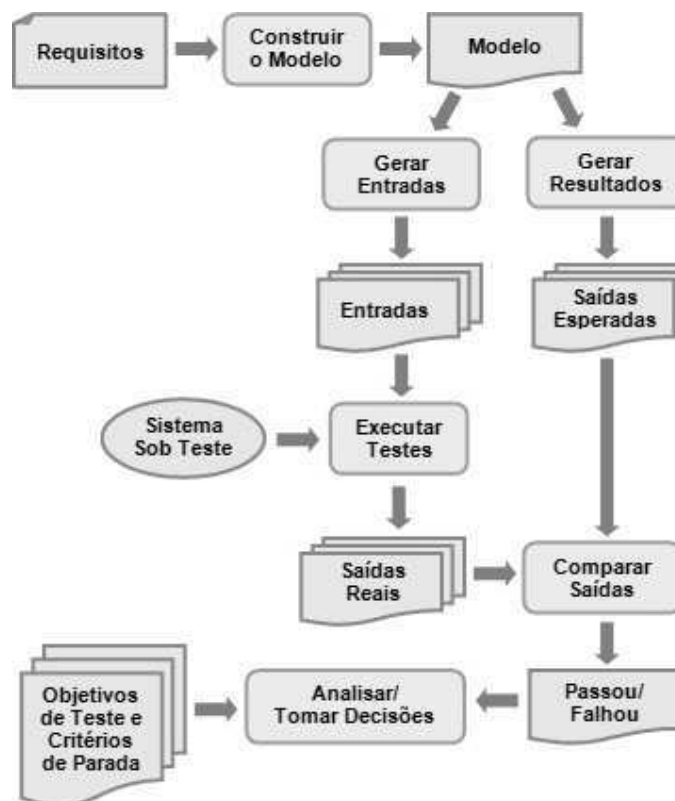 Requisitos
Construir
o Modelo
Modelo
Gerar
Entradas
Gerar
Resultados
Entradas
Saídas
Esperadas
Sistema
Sob Teste
Executar
Testes
Saídas
Reais
Comparar
Saídas
Objetivos
de Teste e
Critérios
de Parada
Analisar/
Tomar Decisões
Passou/
Falhou